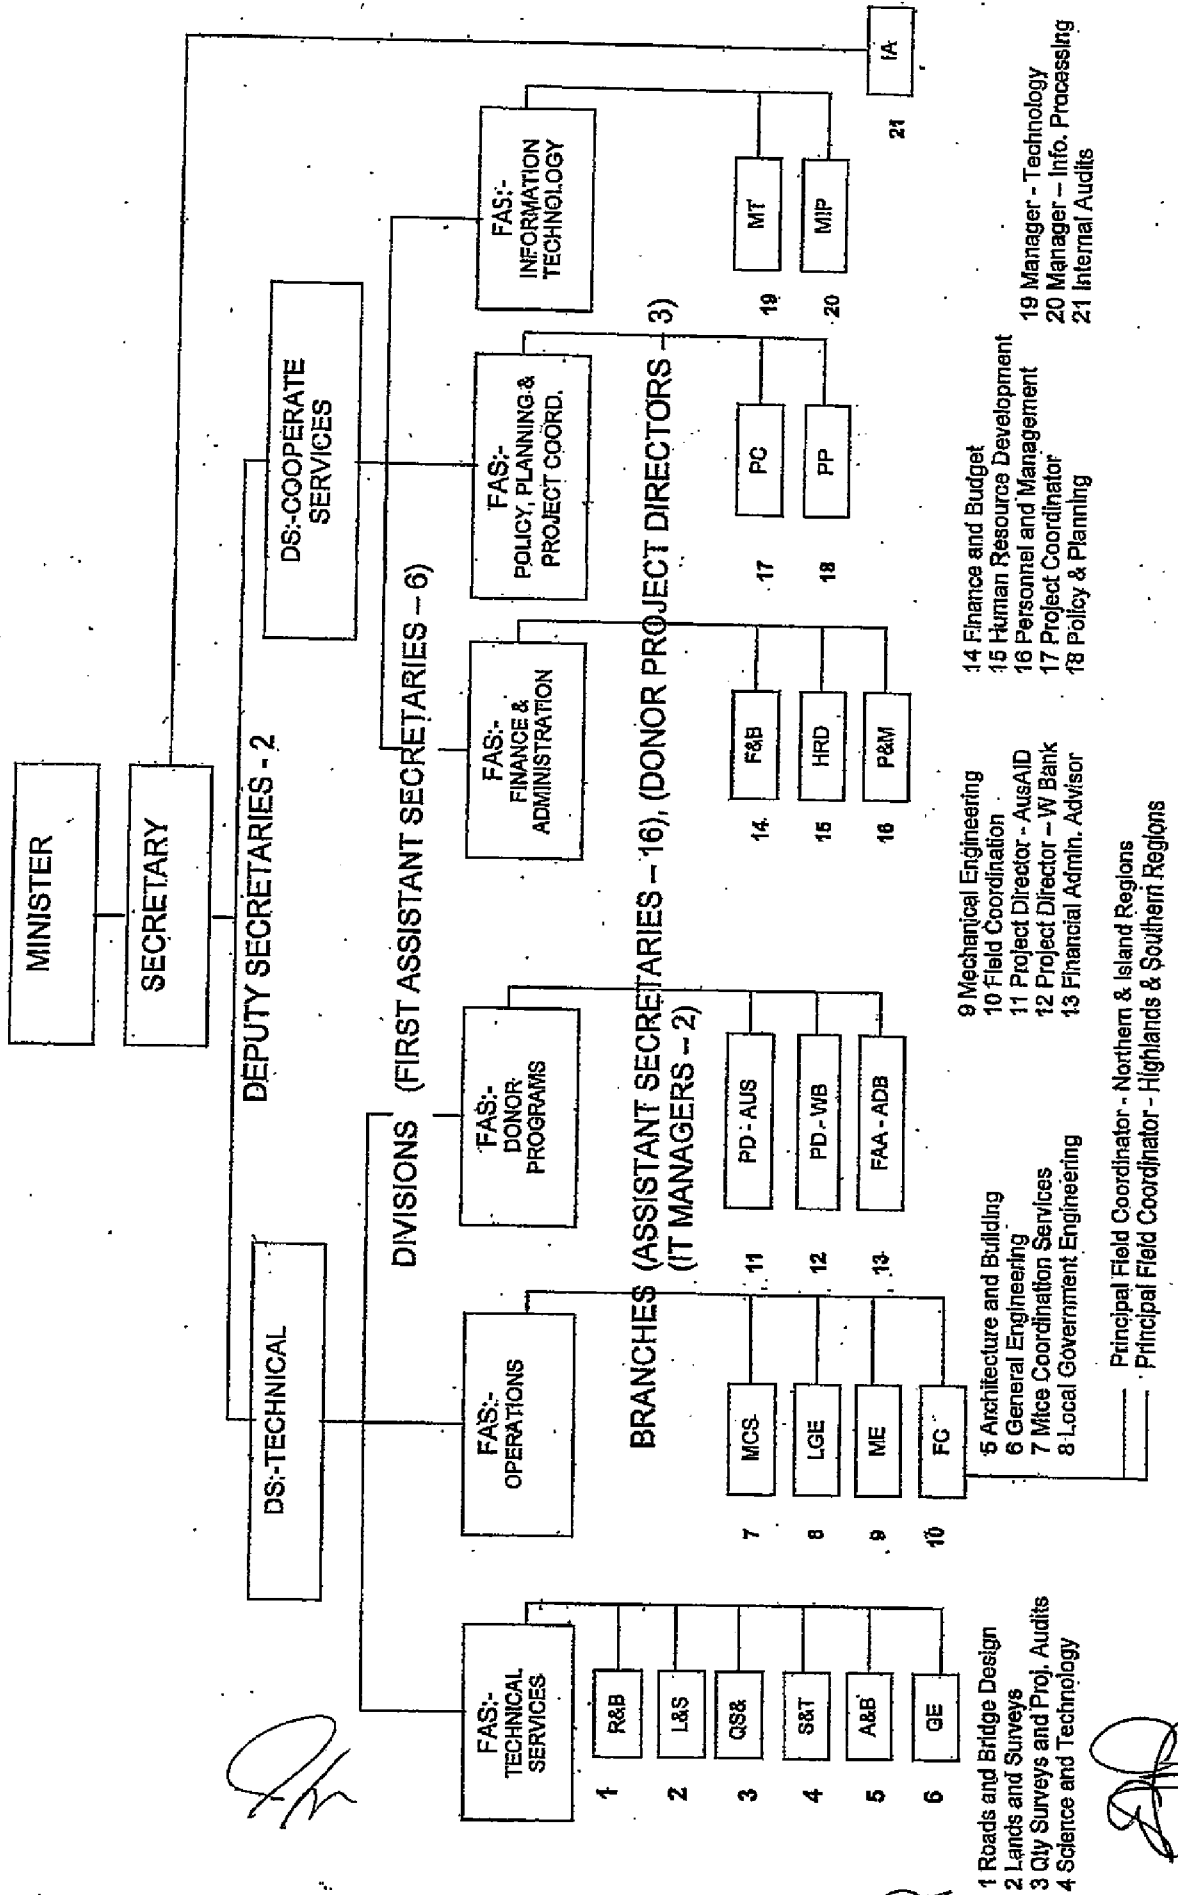 MINISTER
SECRETARY
DEPUTY SECRETARIES - 2
DS:-TECHNICAL
DS:-COOPERATE
SERVICES
DIVISIONS (FIRST ASSISTANT SECRETARIES – 6)
FAS:-
TECHNICAL
SERVICES
FAS:-
OPERATIONS
FAS:-
DONOR
PROGRAMS
FAS:-
FINANCE &
ADMINISTRATION
FAS:-
POLICY, PLANNING &
PROJECT COORD.
FAS:-
INFORMATION
TECHNOLOGY
BRANCHES (ASSISTANT SECRETARIES – 16), (DONOR PROJECT DIRECTORS – 3)
(IT MANAGERS – 2)
1 R&B
2 L&S
3 QS&
4 S&T
5 A&B
6 GE
7 MCS
8 LGE
9 ME
10 FC
11 PD - AUS
12 PD - WB
13 FAA - ADB
14 F&B
15 HRD
16 P&M
17 PC
18 PP
19 MT
20 MIP
21 IA
1 Roads and Bridge Design
2 Lands and Surveys
3 Qty Surveys and Proj. Audits
4 Science and Technology
5 Architecture and Building
6 General Engineering
7 Mtce Coordination Services
8 Local Government Engineering
9 Mechanical Engineering
10 Field Coordination
11 Project Director - AusAID
12 Project Director – W Bank
13 Financial Admin. Advisor
14 Finance and Budget
15 Human Resource Development
16 Personnel and Management
17 Project Coordinator
18 Policy & Planning
19 Manager - Technology
20 Manager – Info. Processing
21 Internal Audits
Principal Field Coordinator - Northern & Island Regions
Principal Field Coordinator - Highlands & Southern Regions